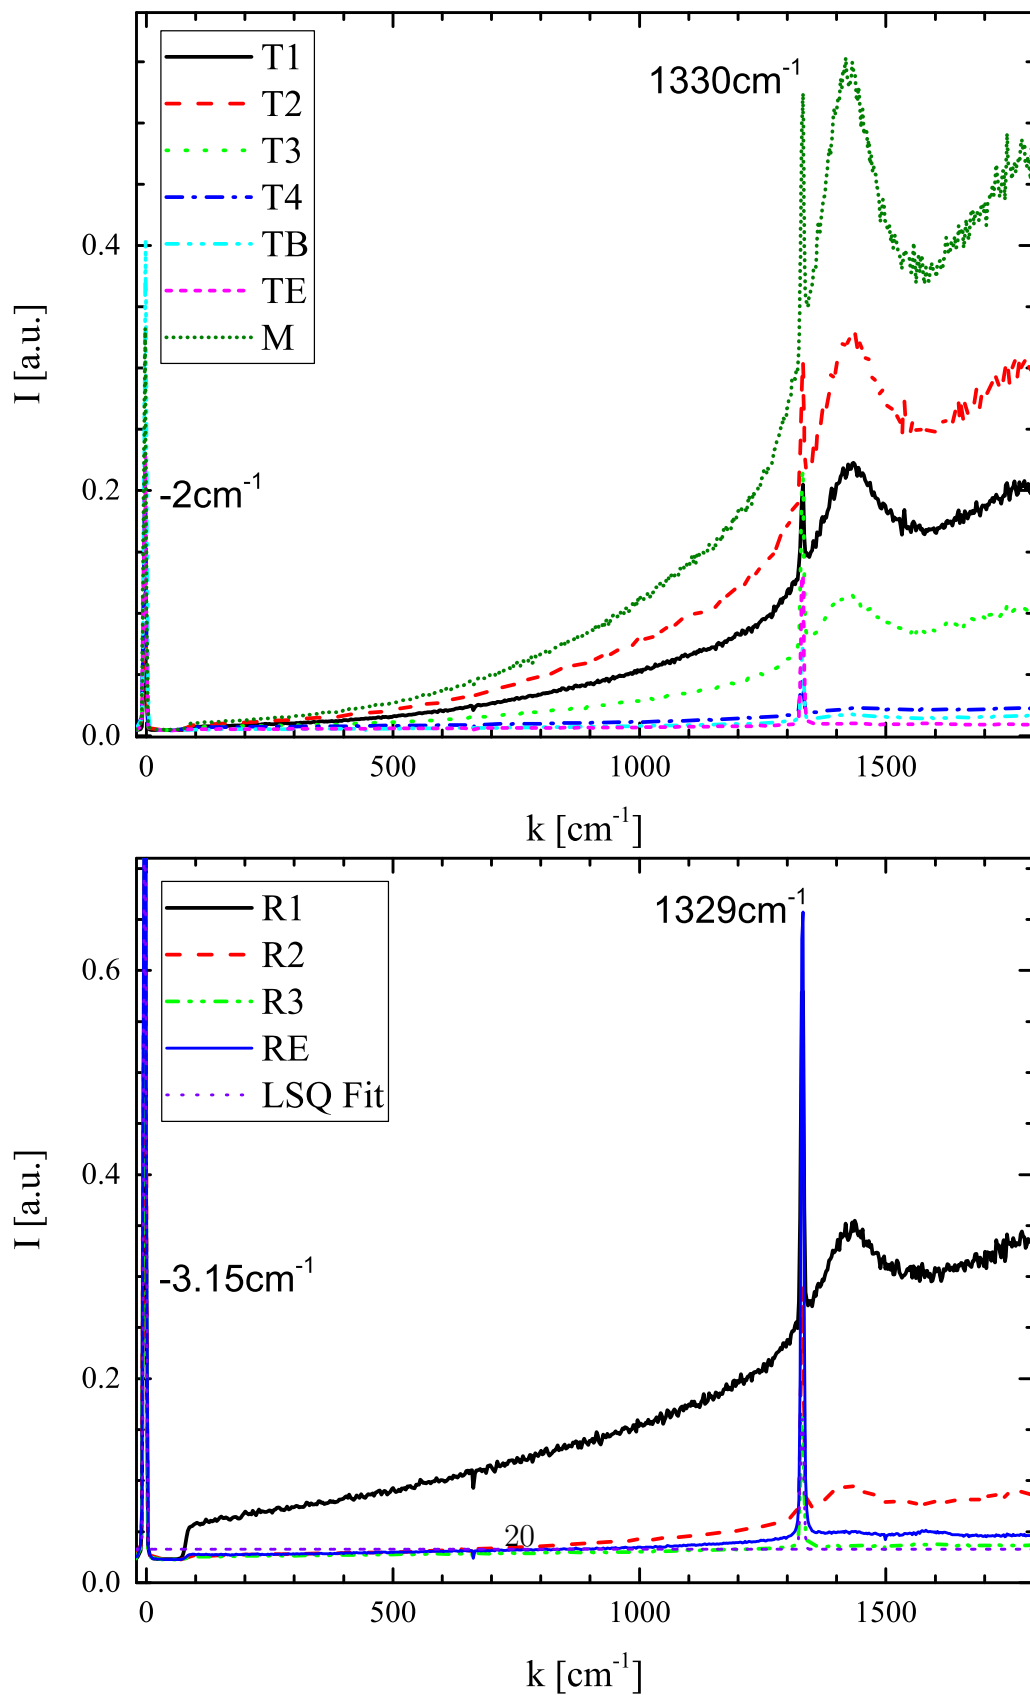 T1
T2
T3
T4
TB
TE
M
1330cm⁻¹
-2cm⁻¹
0.4
0.2
0.0
I [a.u.]
0 500 1000 1500
k [cm⁻¹]
R1
R2
R3
RE
LSQ Fit
1329cm⁻¹
-3.15cm⁻¹
20
0.6
0.4
0.2
0.0
I [a.u.]
0 500 1000 1500
k [cm⁻¹]